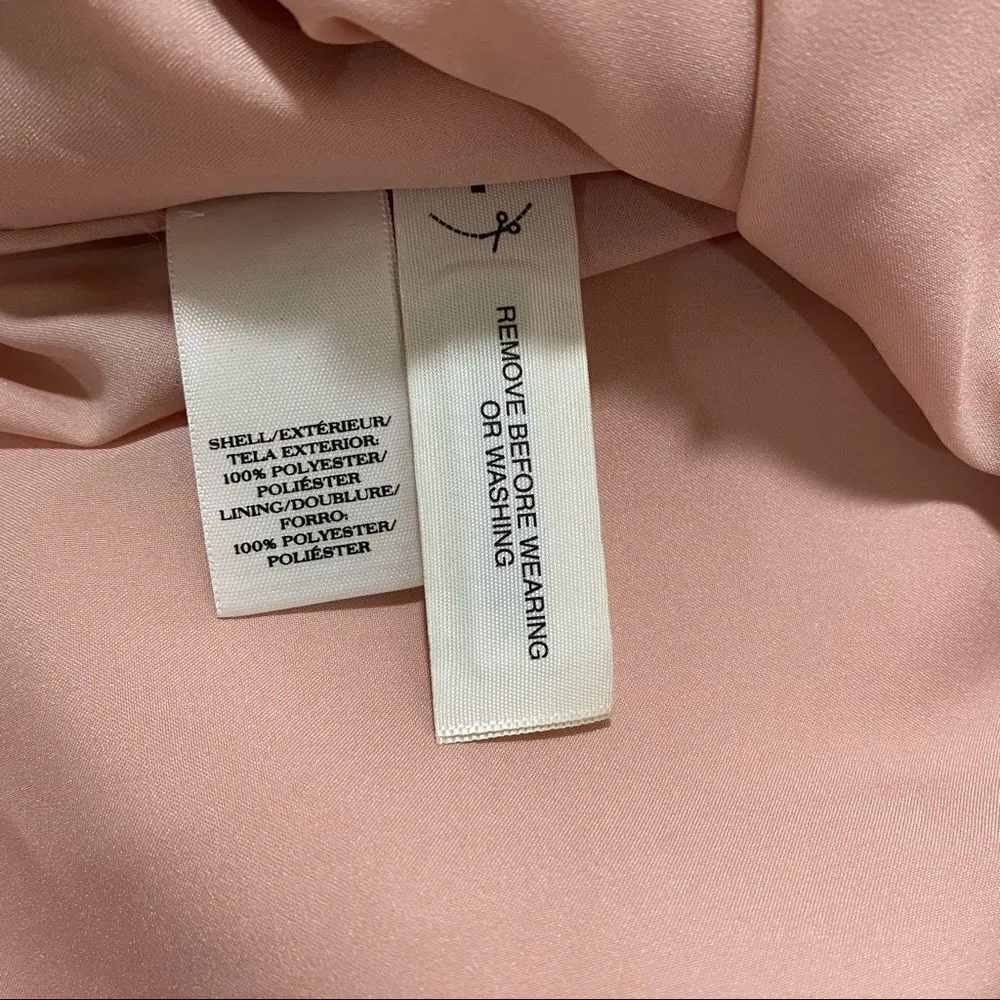 SHELL/EXTÉRIEUR/
TELA EXTERIOR:
100% POLYESTER/
POLIÉSTER
LINING/DOUBLURE/
FORRO:
100% POLYESTER/
POLIÉSTER
REMOVE BEFORE WEARING
OR WASHING